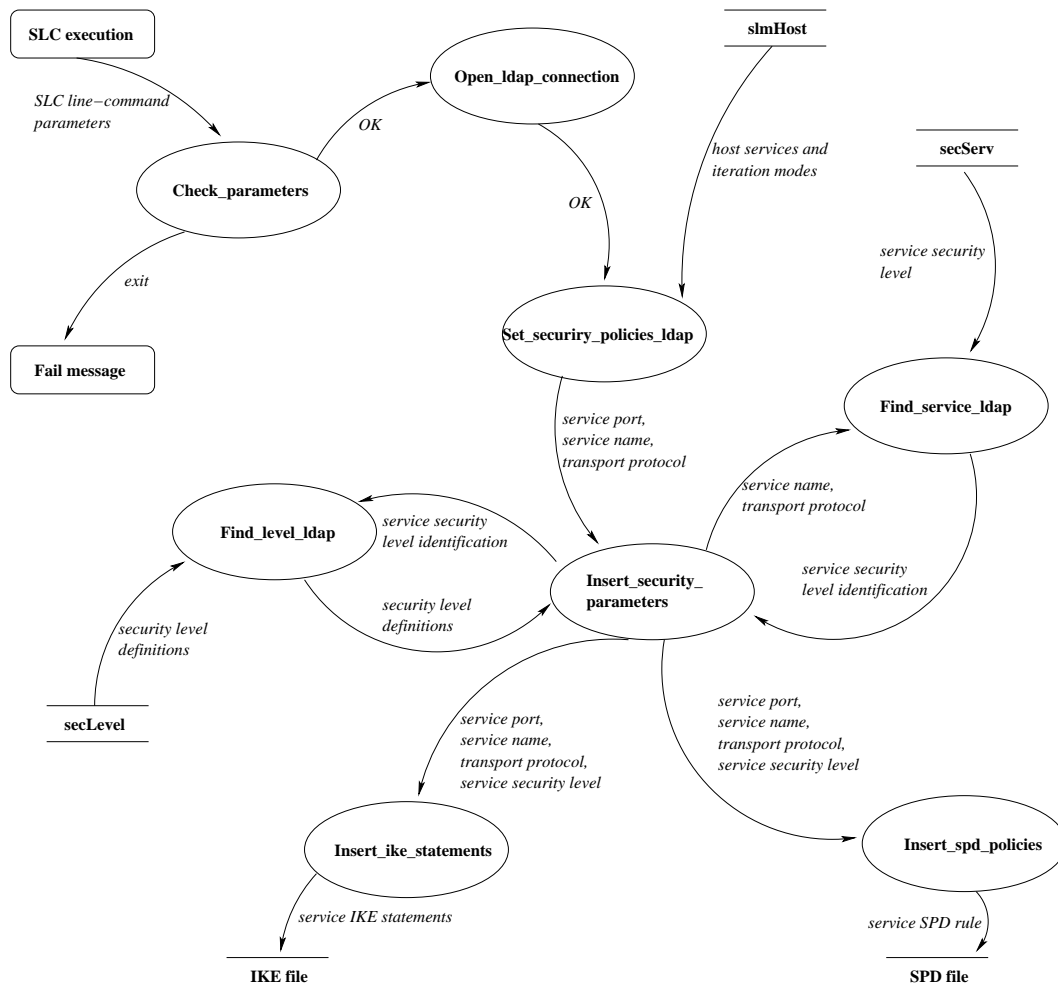 SLC execution
slmHost
Open_ldap_connection
SLC line−command
parameters
OK
host services and
iteration modes
secServ
Check_parameters
OK
service security
level
exit
Set_securiry_policies_ldap
Fail message
Find_service_ldap
service port,
service name,
transport protocol
service name,
transport protocol
Find_level_ldap
service security
level identification
service security
level identification
Insert_security_
parameters
security level
definitions
security level
definitions
secLevel
service port,
service name,
transport protocol,
service security level
service port,
service name,
transport protocol,
service security level
Insert_ike_statements
Insert_spd_policies
service IKE statements
service SPD rule
IKE file
SPD file